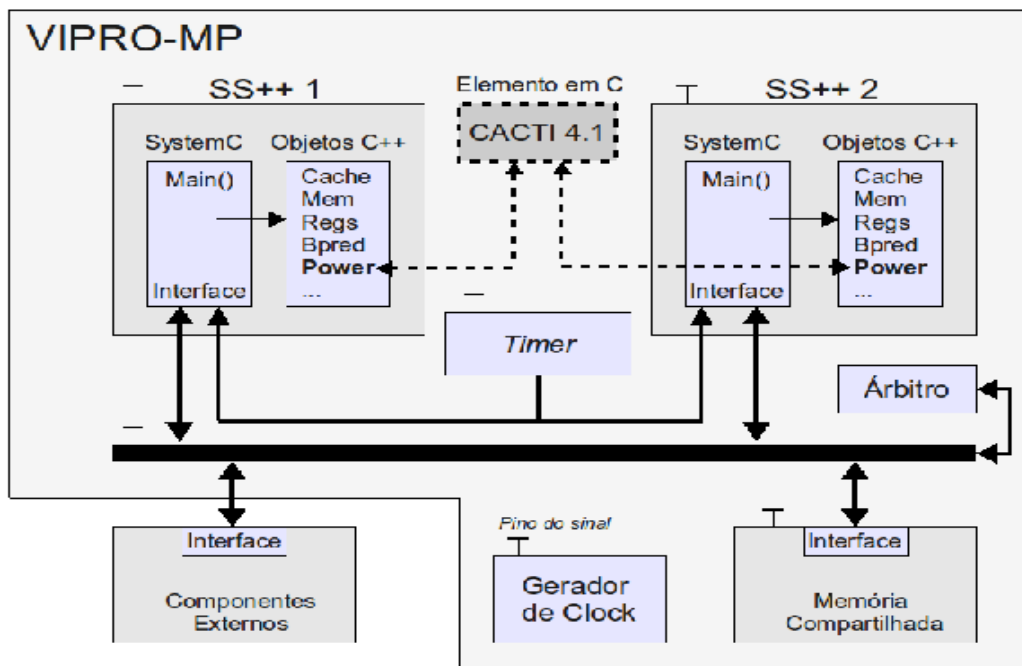 VIPRO-MP
SS++ 1
SystemC
Objetos C++
Main()
Interface
Cache
Mem
Regs
Bpred
Power
...
Elemento em C
CACTI 4.1
SS++ 2
SystemC
Objetos C++
Main()
Interface
Cache
Mem
Regs
Bpred
Power
...
Timer
Árbitro
Interface
Componentes
Externos
Pino do sinal
Gerador
de Clock
Interface
Memória
Compartilhada